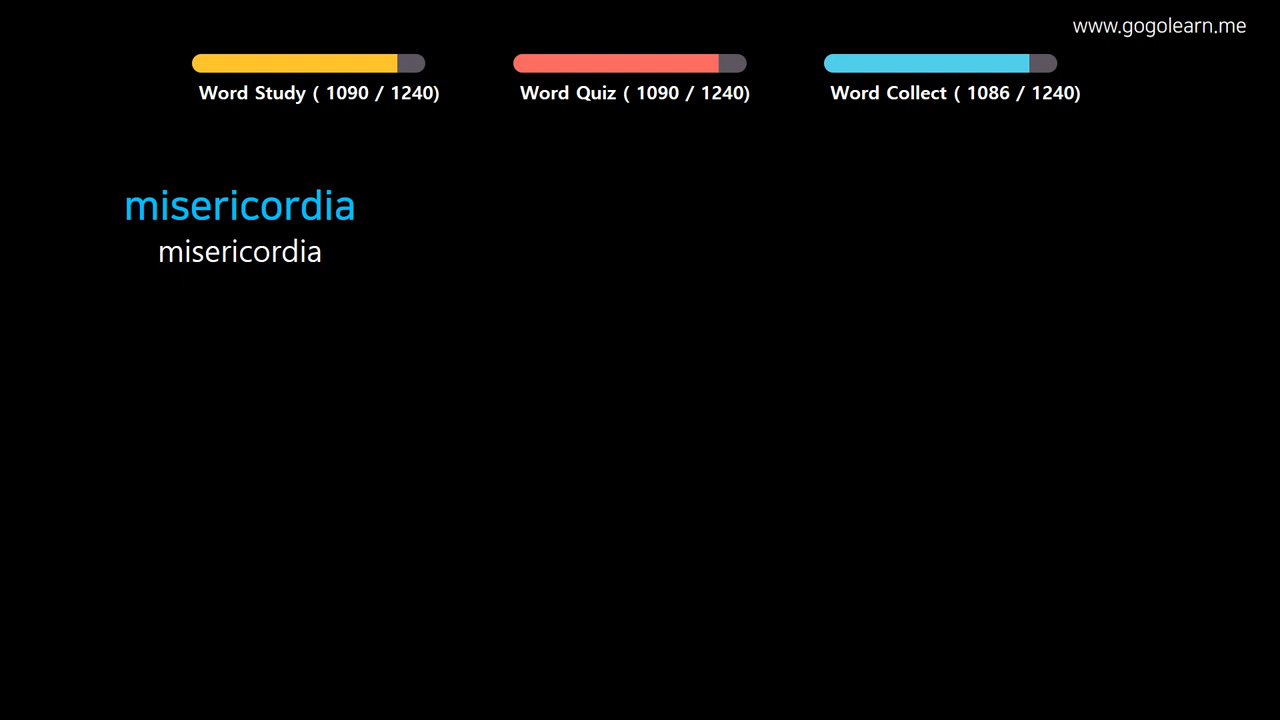 www.gogolearn.me
Word Study ( 1090 / 1240)
Word Quiz ( 1090 / 1240)
Word Collect ( 1086 / 1240)
misericordia
misericordia